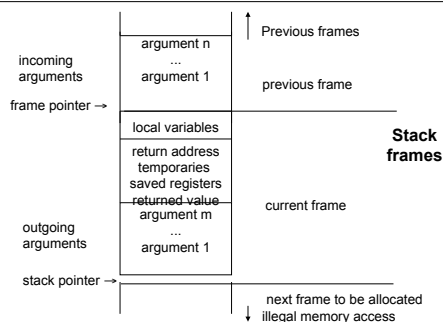 Previous frames
argument n
...
argument 1
incoming
arguments
previous frame
frame pointer →
local variables
Stack
frames
return address
temporaries
saved registers
returned value
current frame
argument m
...
argument 1
outgoing
arguments
stack pointer →
next frame to be allocated
illegal memory access